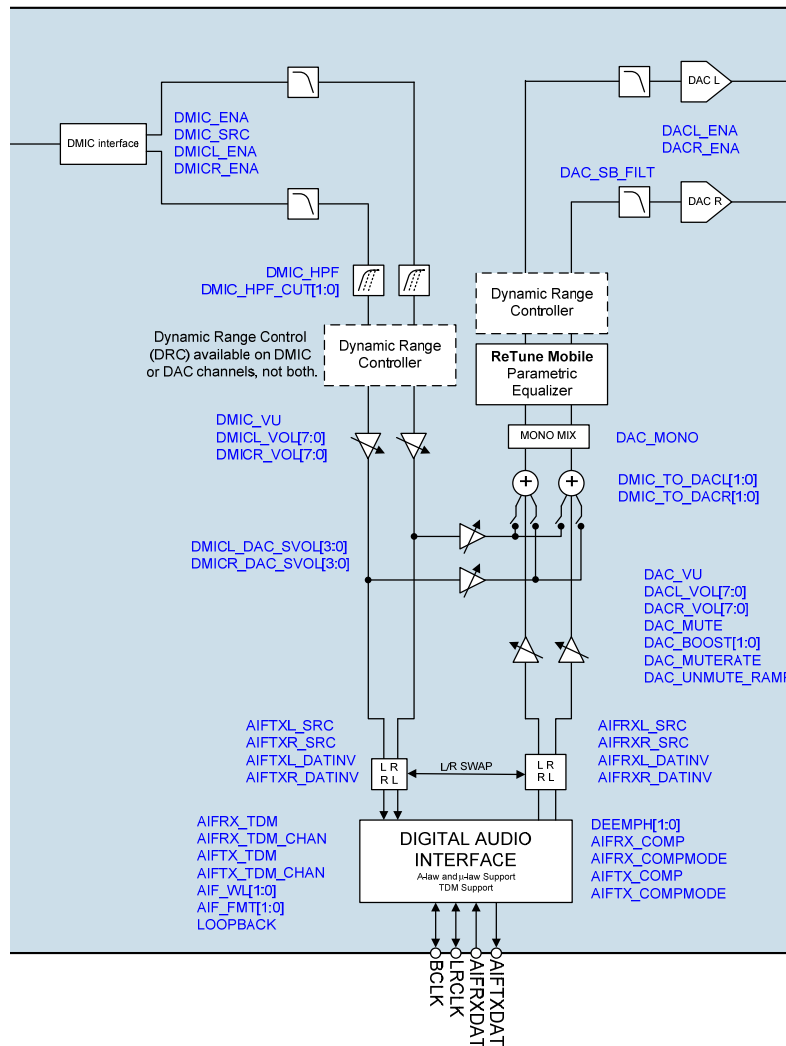 DMIC interface
DMIC_ENA
DMIC_SRC
DMICL_ENA
DMICR_ENA
DAC L
DACL_ENA
DACR_ENA
DAC_SB_FILT
DAC R
DMIC_HPF
DMIC_HPF_CUT[1:0]
Dynamic Range Control
(DRC) available on DMIC
or DAC channels, not both.
Dynamic Range
Controller
Dynamic Range
Controller
ReTune Mobile
Parametric
Equalizer
DMIC_VU
DMICL_VOL[7:0]
DMICR_VOL[7:0]
MONO MIX
DAC_MONO
+
+
DMIC_TO_DACL[1:0]
DMIC_TO_DACR[1:0]
DMICL_DAC_SVOL[3:0]
DMICR_DAC_SVOL[3:0]
DAC_VU
DACL_VOL[7:0]
DACR_VOL[7:0]
DAC_MUTE
DAC_BOOST[1:0]
DAC_MUTERATE
DAC_UNMUTE_RAMP
AIFTXL_SRC
AIFTXR_SRC
AIFTXL_DATINV
AIFTXR_DATINV
L R
R L
L/R SWAP
L R
R L
AIFRXL_SRC
AIFRXR_SRC
AIFRXL_DATINV
AIFRXR_DATINV
AIFRX_TDM
AIFRX_TDM_CHAN
AIFTX_TDM
AIFTX_TDM_CHAN
AIF_WL[1:0]
AIF_FMT[1:0]
LOOPBACK
DIGITAL AUDIO
INTERFACE
A-law and µ-law Support
TDM Support
DEEMPH[1:0]
AIFRX_COMP
AIFRX_COMPMODE
AIFTX_COMP
AIFTX_COMPMODE
BCLK
LRCLK
AIFRXDAT
AIFTXDAT